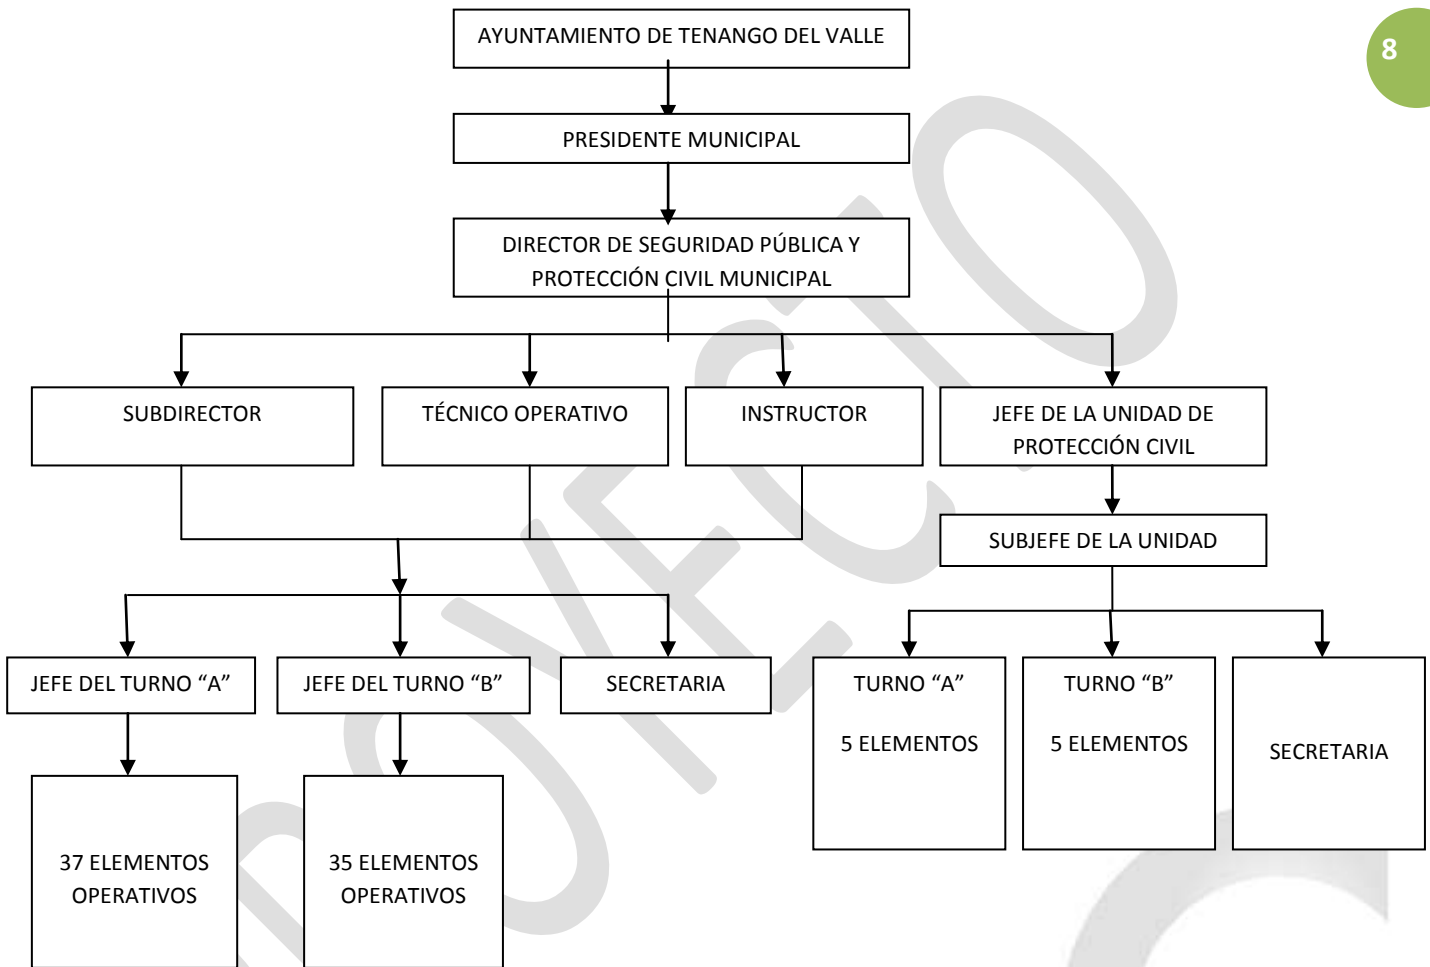 8
AYUNTAMIENTO DE TENANGO DEL VALLE
PRESIDENTE MUNICIPAL
DIRECTOR DE SEGURIDAD PÚBLICA Y
PROTECCIÓN CIVIL MUNICIPAL
SUBDIRECTOR
TÉCNICO OPERATIVO
INSTRUCTOR
JEFE DE LA UNIDAD DE
PROTECCIÓN CIVIL
SUBJEFE DE LA UNIDAD
JEFE DEL TURNO “A”
JEFE DEL TURNO “B”
SECRETARIA
TURNO “A”
5 ELEMENTOS
TURNO “B”
5 ELEMENTOS
SECRETARIA
37 ELEMENTOS
OPERATIVOS
35 ELEMENTOS
OPERATIVOS
PROYECTO